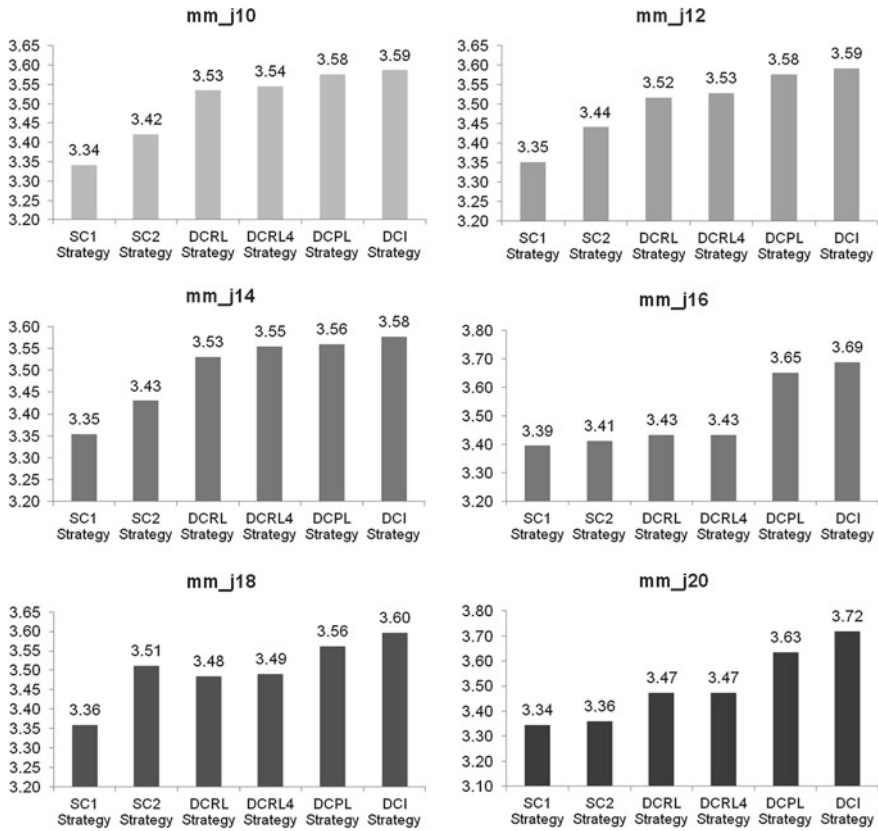 mm_j10
3.65
3.60
3.55
3.50
3.45
3.40
3.35
3.30
3.25
3.20
3.34
3.42
3.53
3.54
3.58
3.59
SC1 Strategy
SC2 Strategy
DCRL Strategy
DCRL4 Strategy
DCPL Strategy
DCI Strategy
mm_j12
3.65
3.60
3.55
3.50
3.45
3.40
3.35
3.30
3.25
3.20
3.35
3.44
3.52
3.53
3.58
3.59
SC1 Strategy
SC2 Strategy
DCRL Strategy
DCRL4 Strategy
DCPL Strategy
DCI Strategy
mm_j14
3.60
3.55
3.50
3.45
3.40
3.35
3.30
3.25
3.20
3.35
3.43
3.53
3.55
3.56
3.58
SC1 Strategy
SC2 Strategy
DCRL Strategy
DCRL4 Strategy
DCPL Strategy
DCI Strategy
mm_j16
3.80
3.70
3.60
3.50
3.40
3.30
3.20
3.39
3.41
3.43
3.43
3.65
3.69
SC1 Strategy
SC2 Strategy
DCRL Strategy
DCRL4 Strategy
DCPL Strategy
DCI Strategy
mm_j18
3.65
3.60
3.55
3.50
3.45
3.40
3.35
3.30
3.25
3.20
3.36
3.51
3.48
3.49
3.56
3.60
SC1 Strategy
SC2 Strategy
DCRL Strategy
DCRL4 Strategy
DCPL Strategy
DCI Strategy
mm_j20
3.80
3.70
3.60
3.50
3.40
3.30
3.20
3.10
3.34
3.36
3.47
3.47
3.63
3.72
SC1 Strategy
SC2 Strategy
DCRL Strategy
DCRL4 Strategy
DCPL Strategy
DCI Strategy